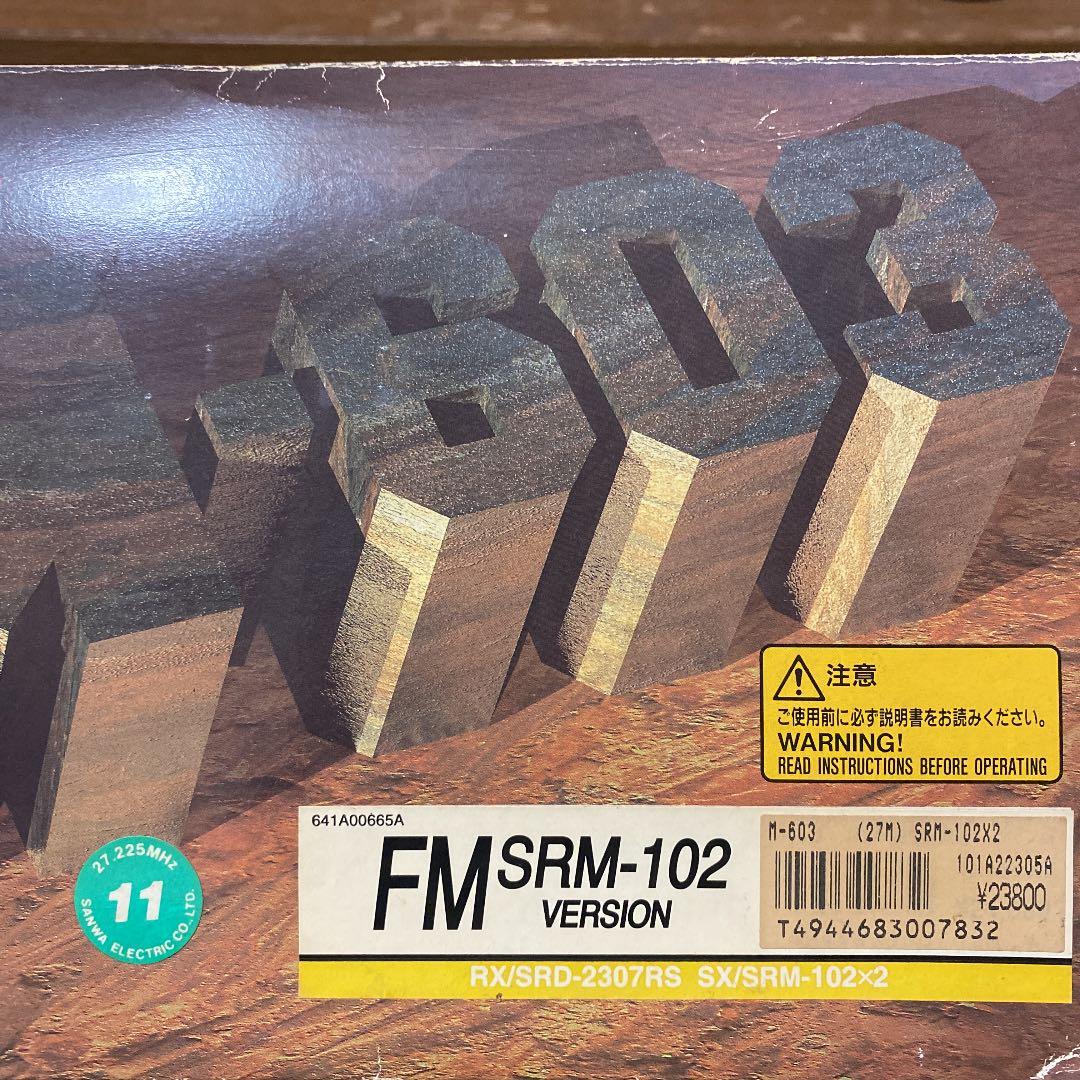 M-603
注意
ご使用前に必ず説明書をお読みください。
WARNING!
READ INSTRUCTIONS BEFORE OPERATING
641A00665A
FM SRM-102
VERSION
M-603 (27M) SRM-102X2
101A22305A
¥23800
T4944683007832
RX/SRD-2307RS SX/SRM-102×2
27.225MHz
11
SANWA ELECTRIC CO.,LTD.